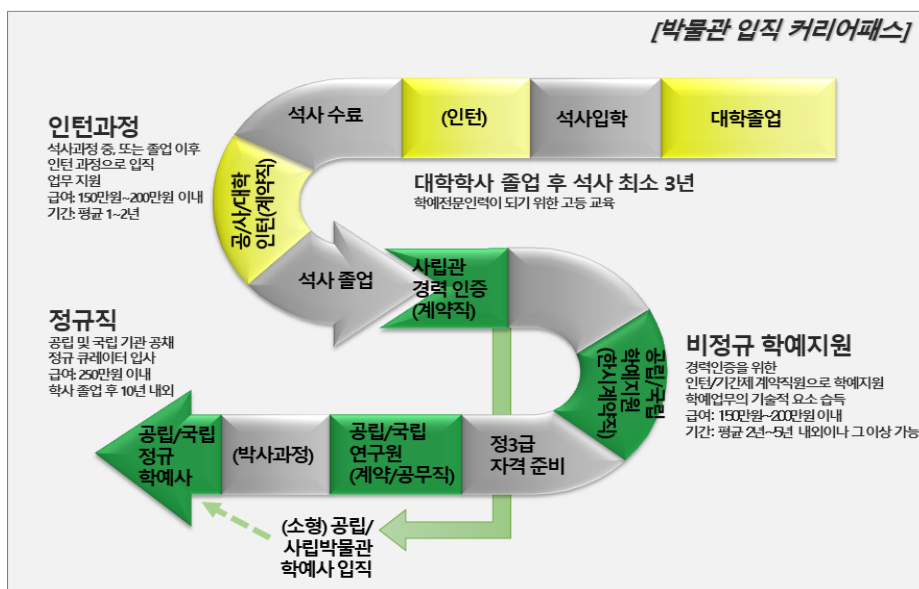 [박물관 입직 커리어패스]
대학졸업
석사입학
(인턴)
석사 수료
인턴과정
석사과정 중, 또는 졸업 이후
인턴 과정으로 입직
업무 지원
급여: 150만원~200만원 이내
기간: 평균 1~2년
공/사/대학
인턴(계약직)
대학학사 졸업 후 석사 최소 3년
학예전문인력이 되기 위한 고등 교육
석사 졸업
사립관
경력 인증
(계약직)
공립/국립
학예지원
(한시계약직)
비정규 학예지원
경력인증을 위한
인턴/기간제 계약직원으로 학예지원
학예업무의 기술적 요소 습득
급여: 150만원~200만원 이내
기간: 평균 2년~5년 내외이나 그 이상 가능
정3급
자격 준비
공립/국립
연구원
(계약/공무직)
(박사과정)
공립/국립
정규
학예사
정규직
공립 및 국립 기관 공채
정규 큐레이터 입사
급여: 250만원 이내
학사 졸업 후 10년 내외
(소형) 공립/
사립박물관
학예사 입직